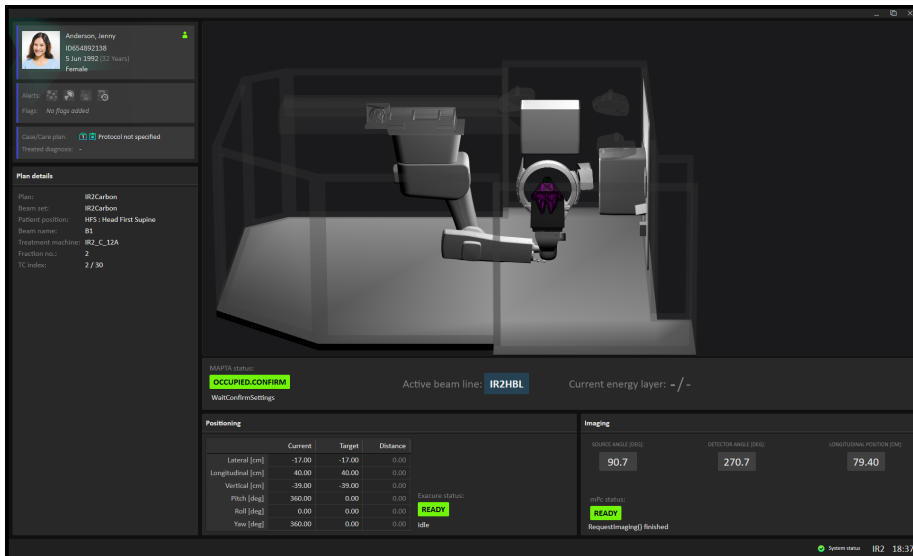 Anderson, Jenny
ID654892138
5 Jun 1992 (32 Years)
Female
Alerts:
Flags: No flags added
Case/Care plan: Protocol not specified
Treated diagnosis: -
Plan details
Plan: IR2Carbon
Beam set: IR2Carbon
Patient position: HFS : Head First Supine
Beam name: B1
Treatment machine: IR2_C_12A
Fraction no.: 2
TC index: 2 / 30
MAPTA status:
OCCUPIED.CONFIRM
WaitConfirmSettings
Active beam line: IR2HBL
Current energy layer: - / -
Positioning
Current Target Distance
Lateral [cm] -17.00 -17.00 0.00
Longitudinal [cm] 40.00 40.00 0.00
Vertical [cm] -39.00 -39.00 0.00
Pitch [deg] 360.00 0.00 0.00
Roll [deg] 0.00 0.00 0.00
Yaw [deg] 360.00 0.00 0.00
Exacure status:
READY
Idle
Imaging
SOURCE ANGLE [DEG]: DETECTOR ANGLE [DEG]: LONGITUDINAL POSITION [CM]:
90.7 270.7 79.40
mPc status:
READY
RequestImaging() finished
System status IR2 18:37